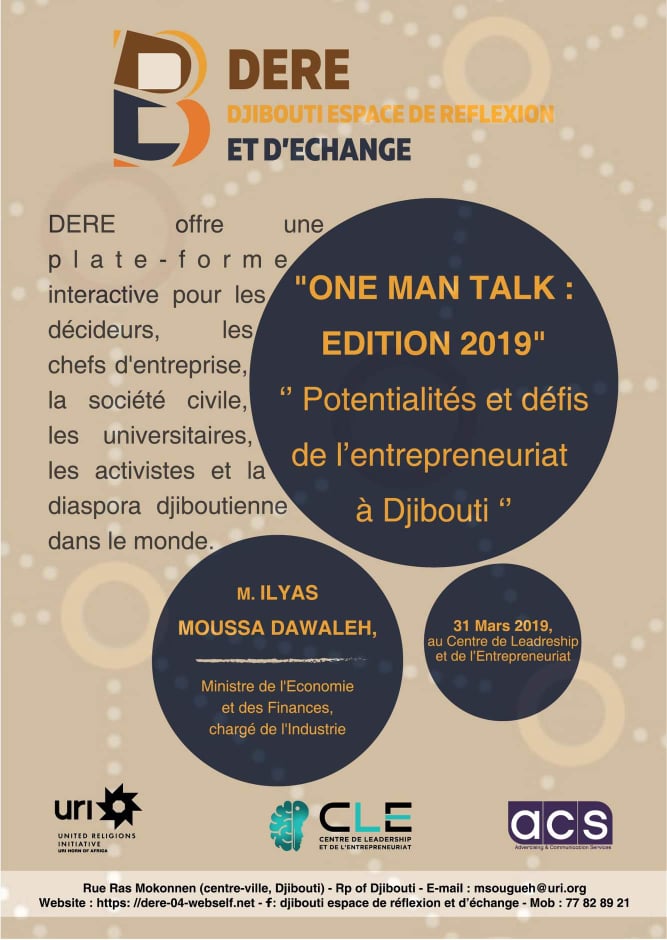 DERE
DJIBOUTI ESPACE DE REFLEXION
ET D'ECHANGE
DERE offre une
plate-forme
interactive pour les
décideurs, les
chefs d'entreprise,
la société civile,
les universitaires,
les activistes et la
diaspora djiboutienne
dans le monde.
"ONE MAN TALK :
EDITION 2019"
‘’ Potentialités et défis
de l’entrepreneuriat
à Djibouti ‘’
M. ILYAS
MOUSSA DAWALEH,
Ministre de l'Economie
et des Finances,
chargé de l'Industrie
31 Mars 2019,
au Centre de Leadreship
et de l'Entrepreneuriat
uri
UNITED RELIGIONS
INITIATIVE
URI HORN OF AFRICA
CLE
CENTRE DE LEADERSHIP
ET DE L'ENTREPRENEURIAT
acs
Advertising & Communication Services
Rue Ras Mokonnen (centre-ville, Djibouti) - Rp of Djibouti - E-mail : msougueh@uri.org
Website : https: //dere-04-webself.net - f: djibouti espace de réflexion et d’échange - Mob : 77 82 89 21